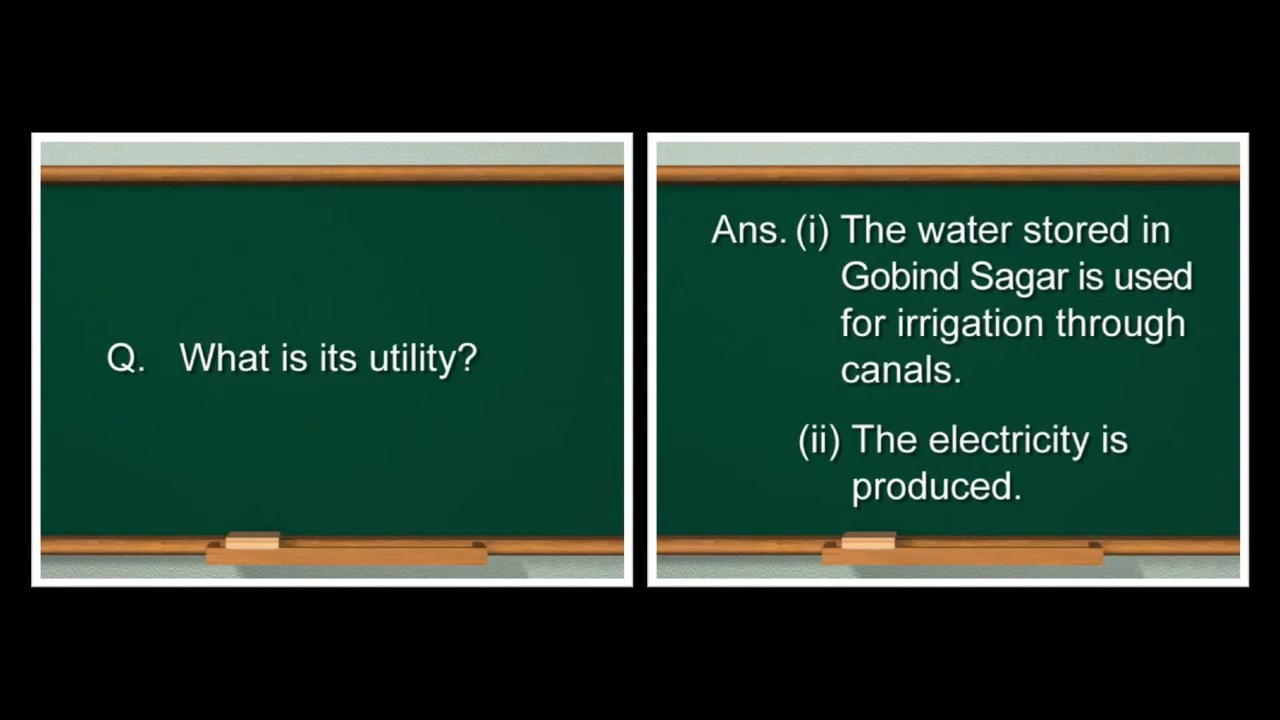 Q. What is its utility?
Ans. (i) The water stored in
Gobind Sagar is used
for irrigation through
canals.
(ii) The electricity is
produced.